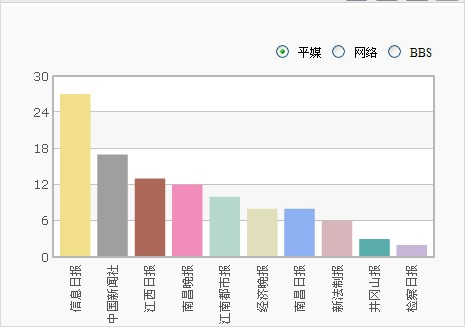 平媒 网络 BBS
30
24
18
12
6
0
信息日报
中国新闻社
江西日报
南昌晚报
江南都市报
经济晚报
南昌日报
新法制报
井冈山报
检察日报